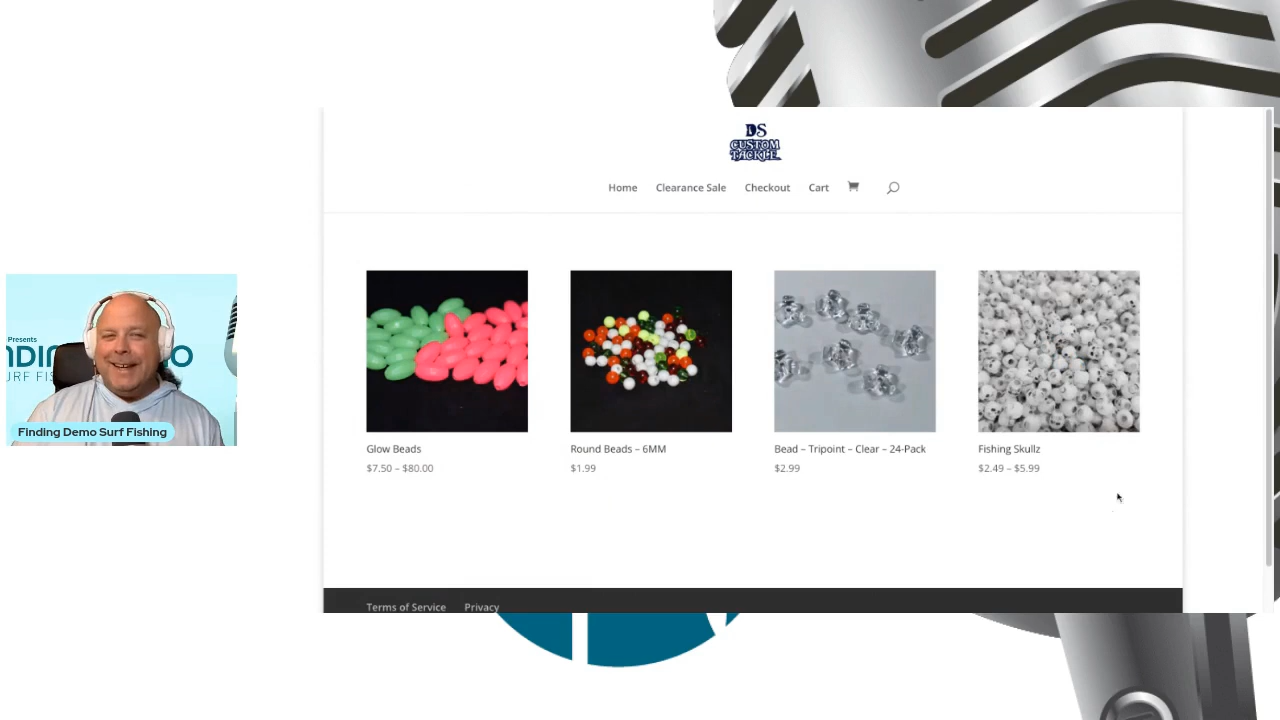 DS
CUSTOM
TACKLE
Home Clearance Sale Checkout Cart
Glow Beads
$7.50 – $80.00
Round Beads – 6MM
$1.99
Bead – Tripoint – Clear – 24-Pack
$2.99
Fishing Skullz
$2.49 – $5.99
Terms of Service Privacy
Presents
Finding Demo Surf Fishing